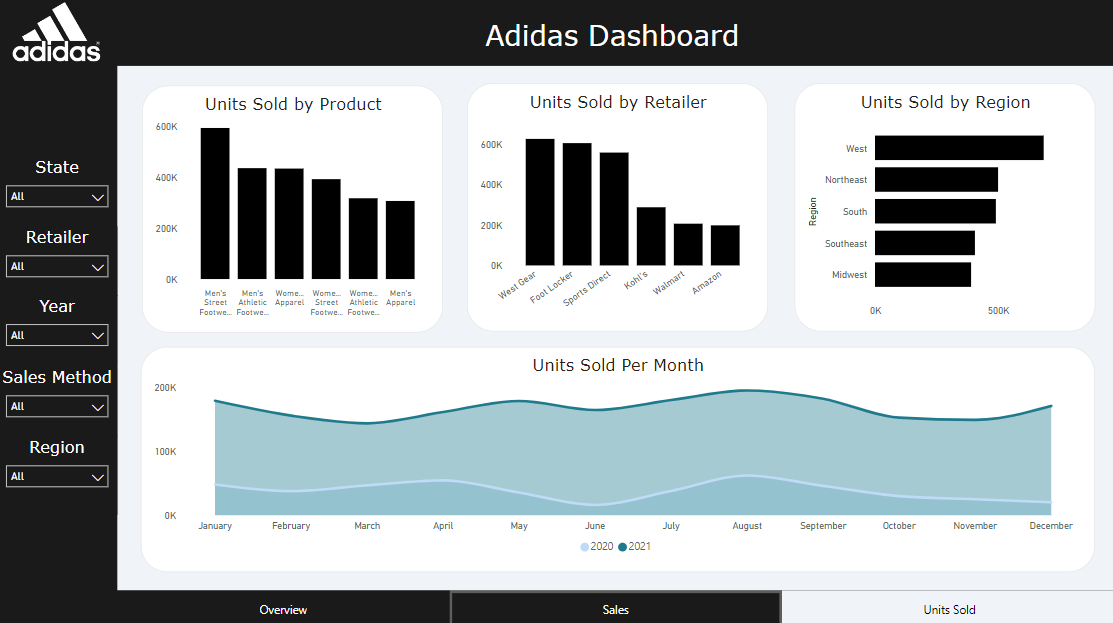 adidas
Adidas Dashboard
State
All
Retailer
All
Year
All
Sales Method
All
Region
All
Units Sold by Product
600K
400K
200K
0K
Men's
Street
Footwe...
Men's
Athletic
Footwe...
Wome...
Apparel
Wome...
Street
Footwe...
Wome...
Athletic
Footwe...
Men's
Apparel
Units Sold by Retailer
600K
400K
200K
0K
West Gear
Foot Locker
Sports Direct
Kohl's
Walmart
Amazon
Units Sold by Region
Region
West
Northeast
South
Southeast
Midwest
0K
500K
Units Sold Per Month
200K
100K
0K
January February March April May June July August September October November December
2020 2021
Overview
Sales
Units Sold